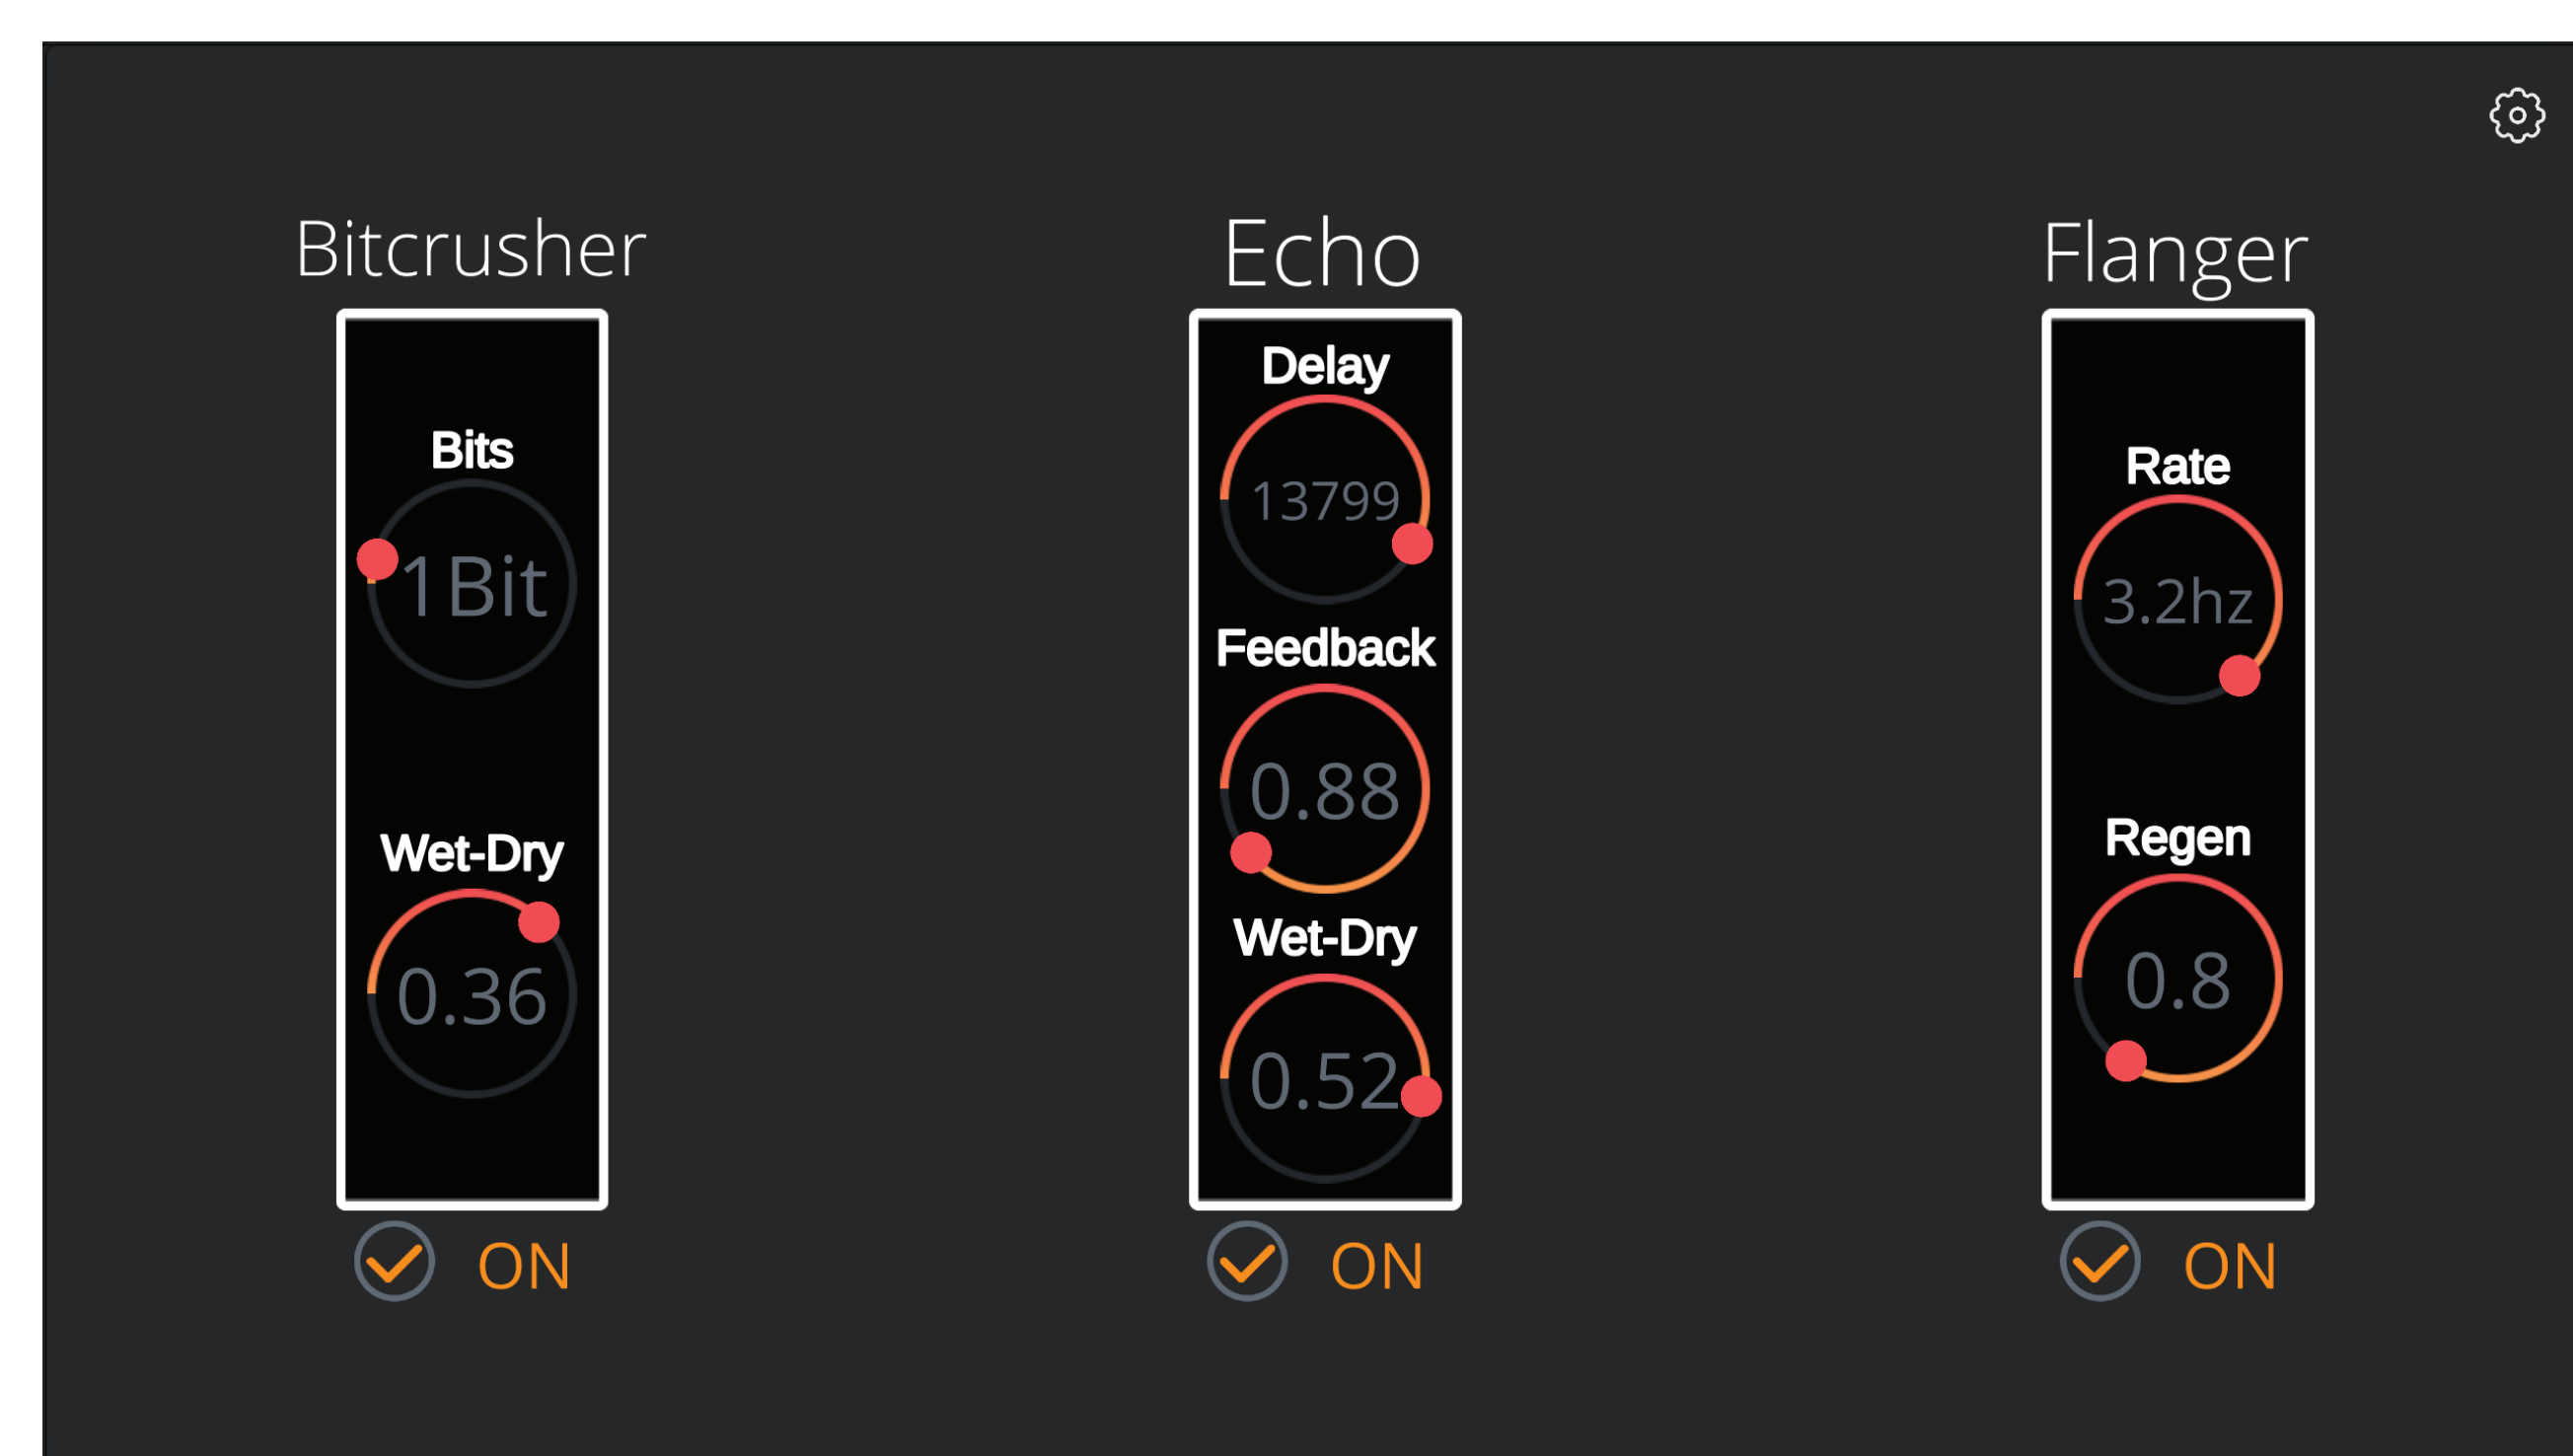 Bitcrusher
Bits
1Bit
Wet-Dry
0.36
ON
Echo
Delay
13799
Feedback
0.88
Wet-Dry
0.52
ON
Flanger
Rate
3.2hz
Regen
0.8
ON